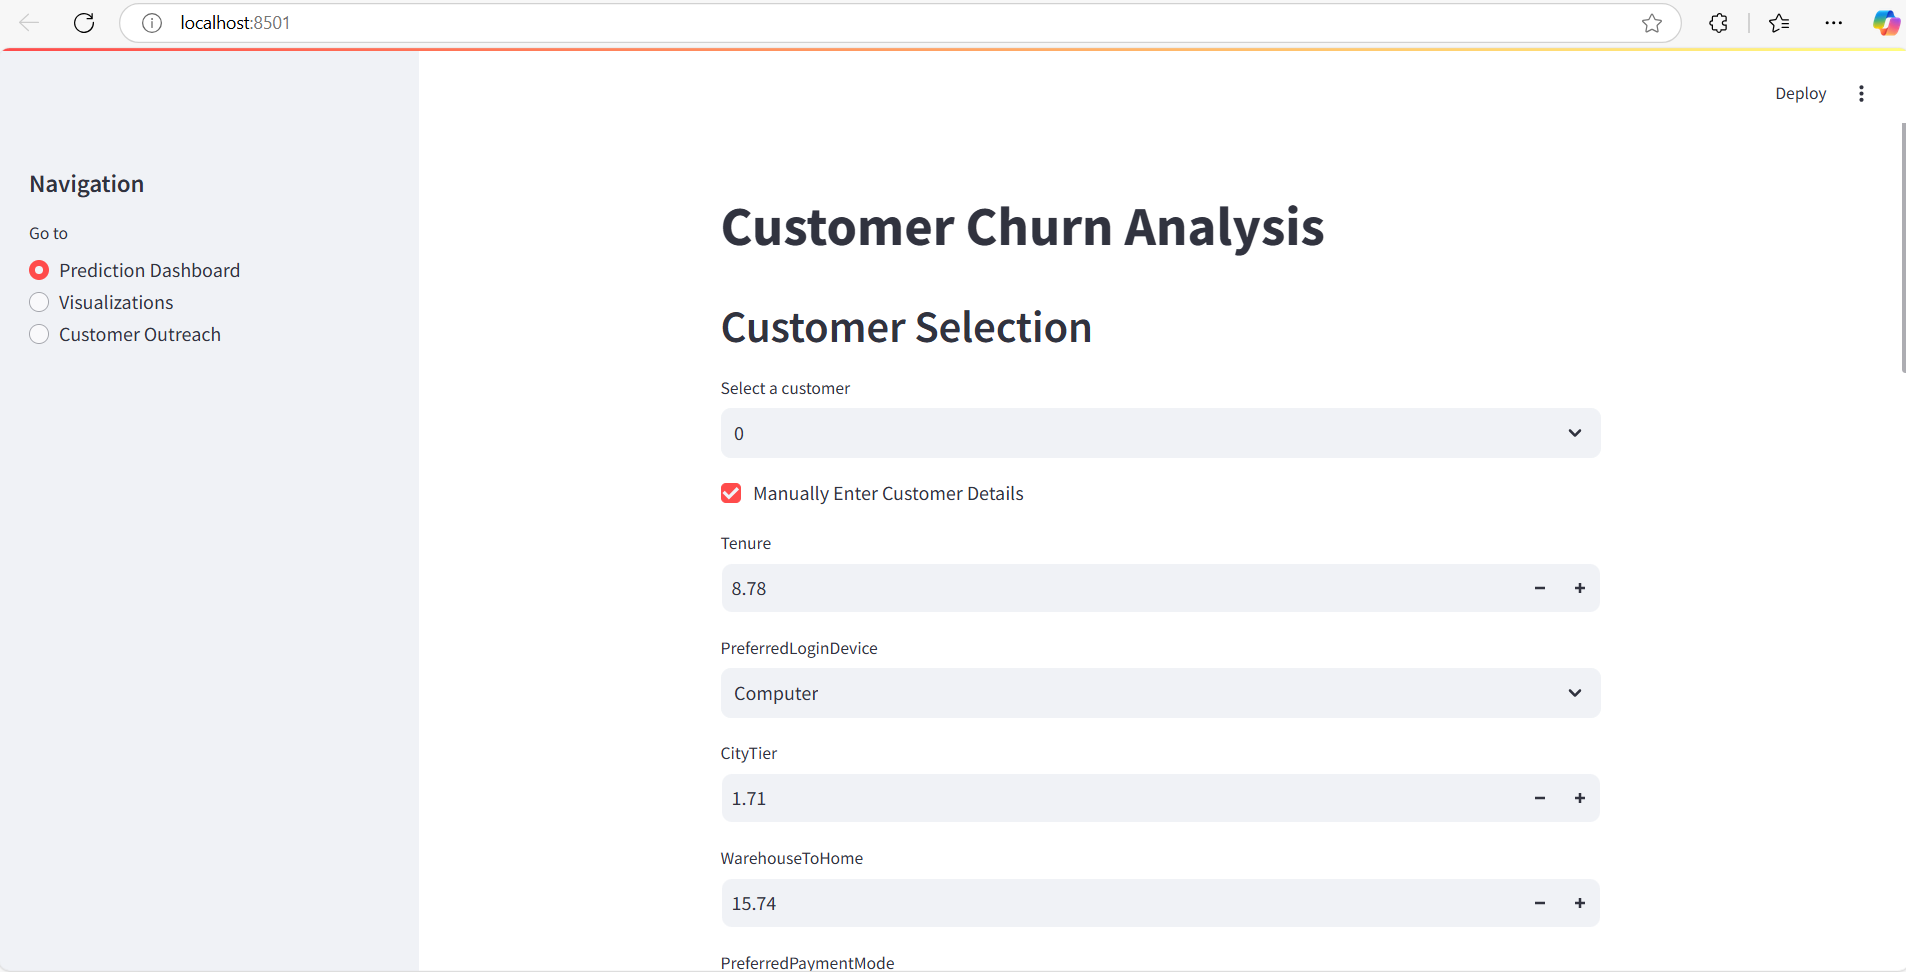 localhost:8501
Deploy
Navigation
Go to
Prediction Dashboard
Visualizations
Customer Outreach
Customer Churn Analysis
Customer Selection
Select a customer
0
Manually Enter Customer Details
Tenure
8.78
PreferredLoginDevice
Computer
CityTier
1.71
WarehouseToHome
15.74
PreferredPaymentMode